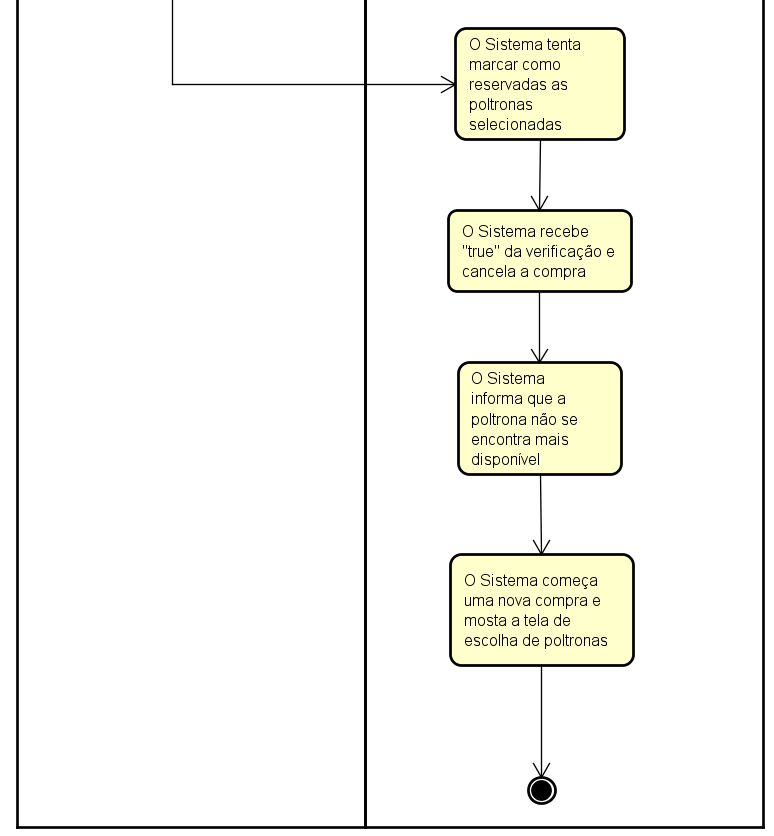 O Sistema tenta
marcar como
reservadas as
poltronas
selecionadas
O Sistema recebe
"true" da verificação e
cancela a compra
O Sistema
informa que a
poltrona não se
encontra mais
disponível
O Sistema começa
uma nova compra e
mosta a tela de
escolha de poltronas